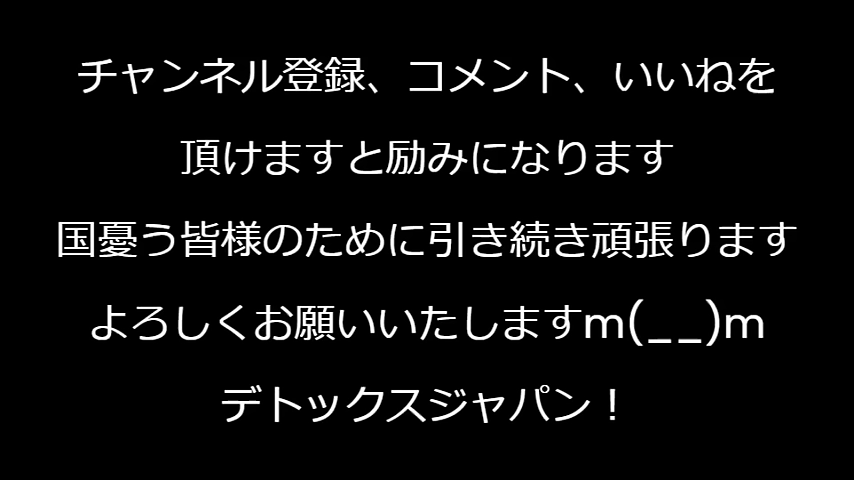 チャンネル登録、コメント、いいねを
頂けますと励みになります
国憂う皆様のために引き続き頑張ります
よろしくお願いいたしますm(__)m
デトックスジャパン！